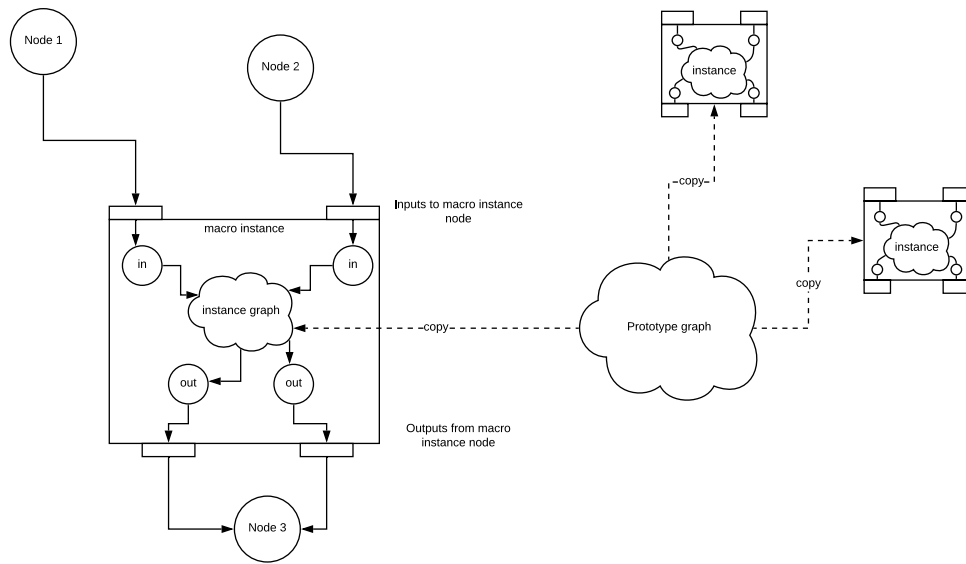 Node 1
Node 2
instance
Inputs to macro instance
node
macro instance
instance
in
in
copy
copy
instance graph
copy
Prototype graph
out
out
Outputs from macro
instance node
Node 3